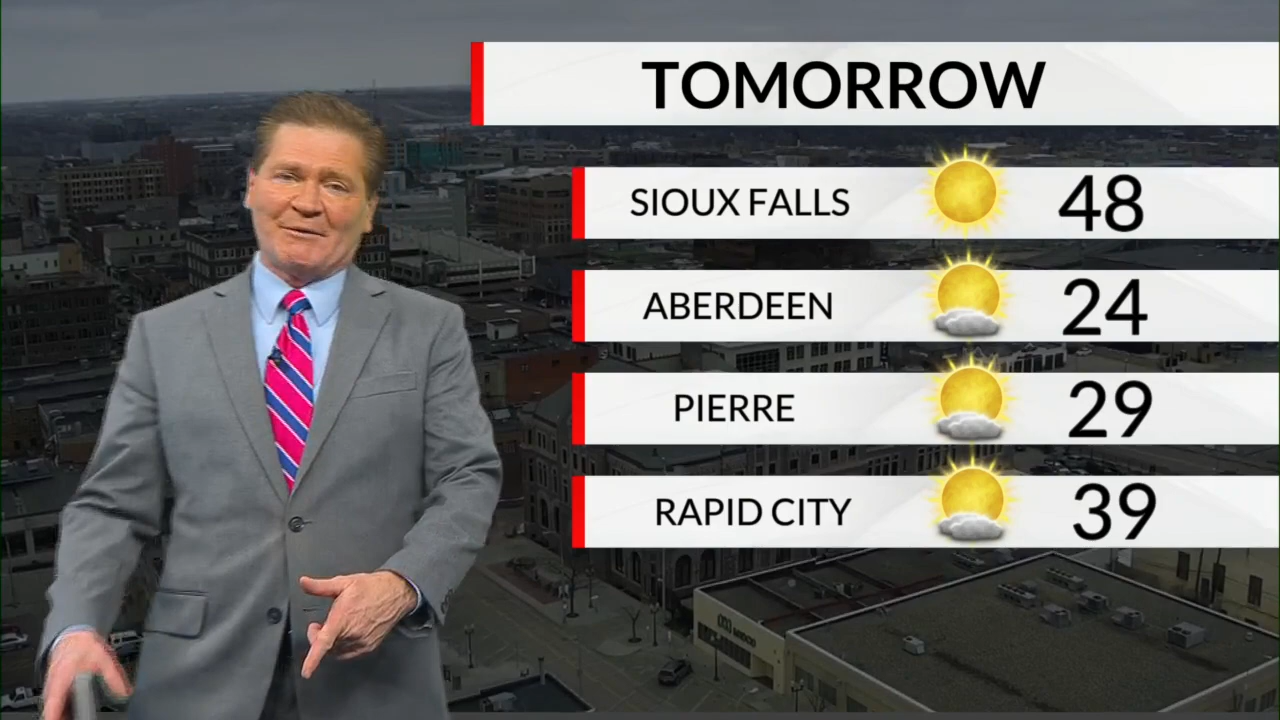 TOMORROW
SIOUX FALLS 48
ABERDEEN 24
PIERRE 29
RAPID CITY 39